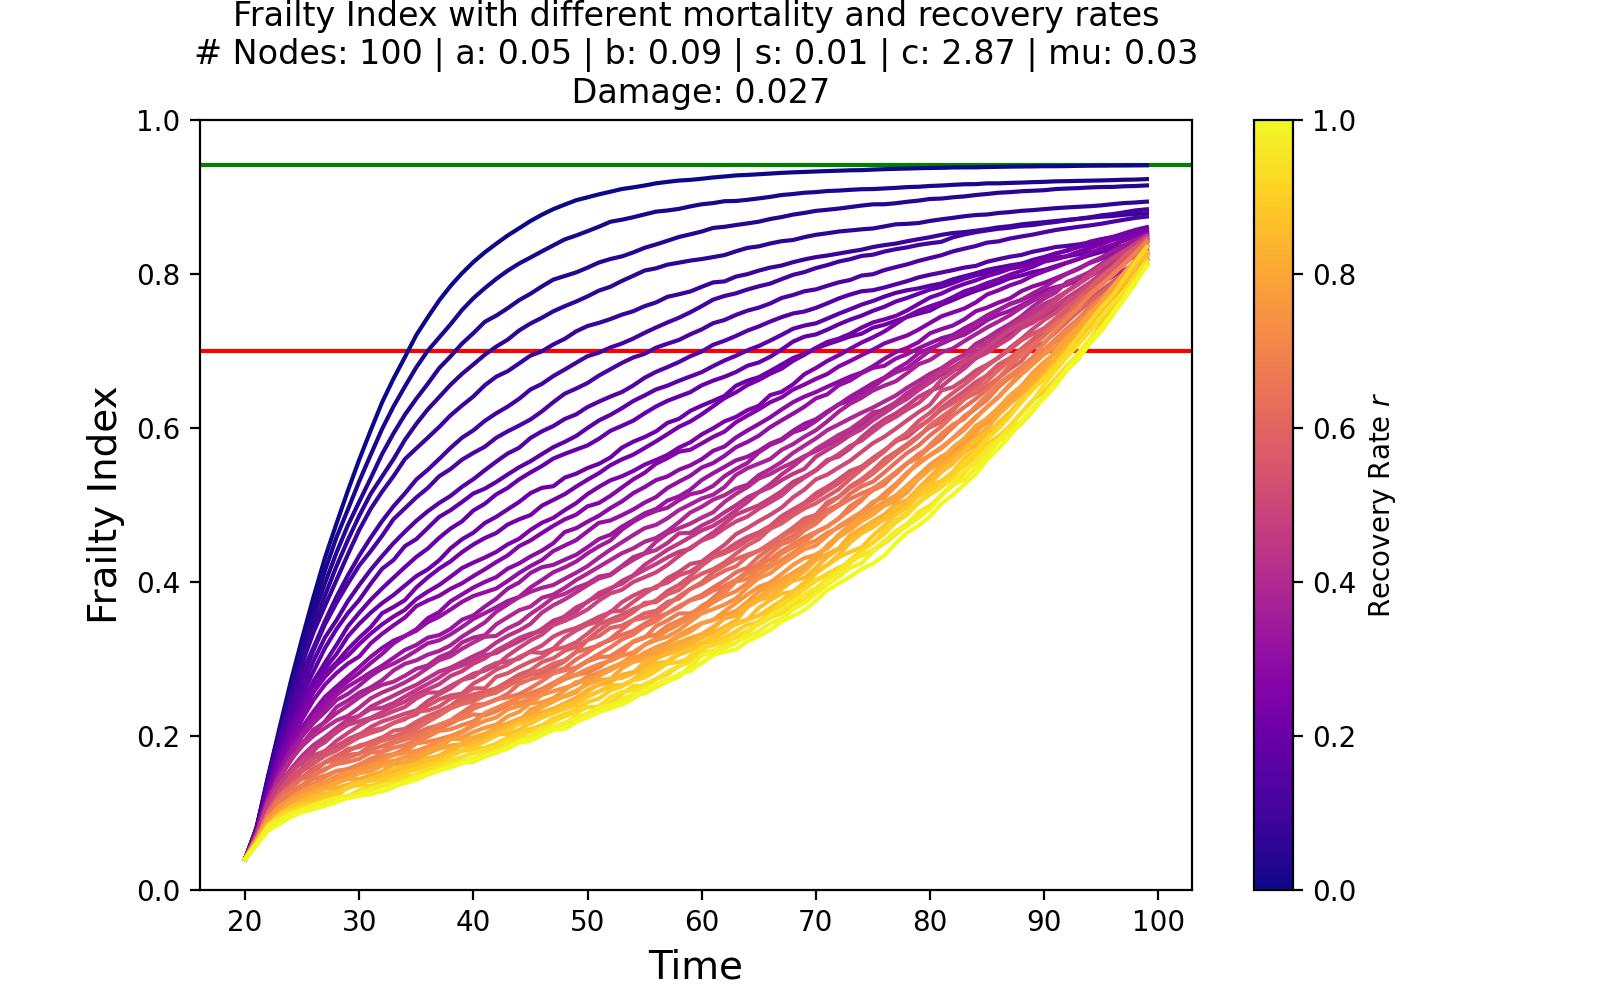 Frailty Index with different mortality and recovery rates
# Nodes: 100 | a: 0.05 | b: 0.09 | s: 0.01 | c: 2.87 | mu: 0.03
Damage: 0.027
1.0
0.8
0.6
0.4
0.2
0.0
Frailty Index
20 30 40 50 60 70 80 90 100
Time
1.0
0.8
0.6
0.4
0.2
0.0
Recovery Rate r